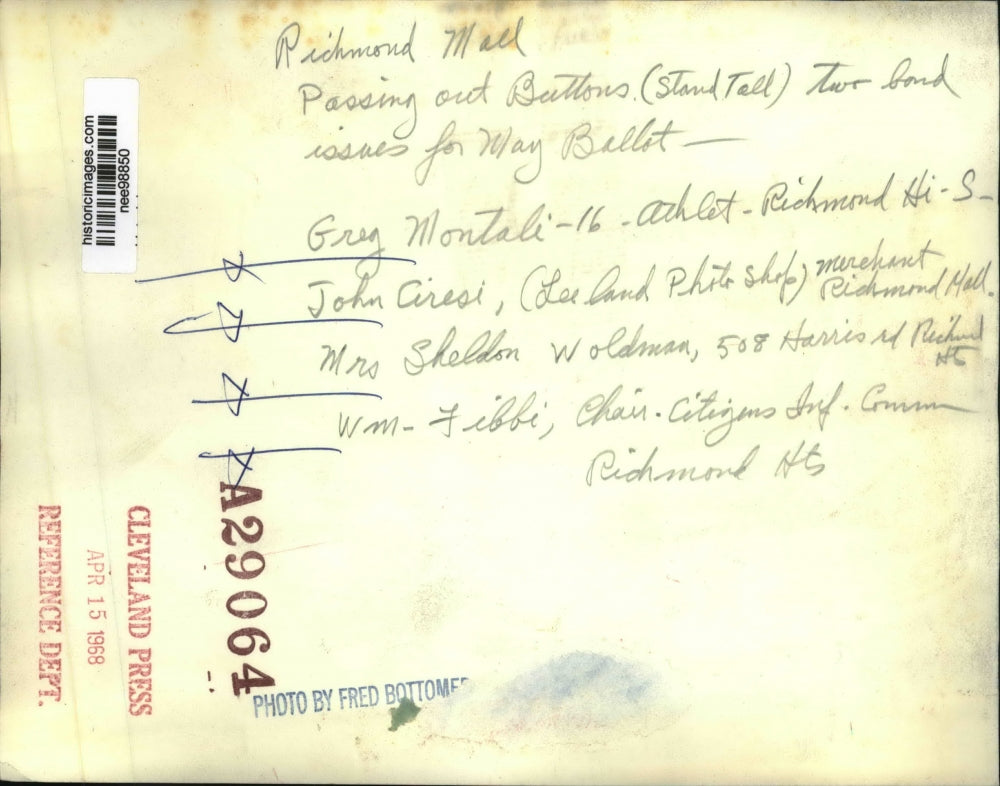 Richmond Mall
Passing out Buttons. (Stand Tall) two bond
issues for May Ballot —
Greg Montali - 16 - athlet - Richmond Hi - S -
John Ciresi, (Leeland Photo Shop) merchant
Richmond Mall.
Mrs Sheldon Woldman, 508 Harris rd Richmond
Hts
Wm - Fibbi, Chair. Citizens Inf. Comm
Richmond Hts
historicimages.com
nee98850
A29064
CLEVELAND PRESS
APR 15 1968
REFERENCE DEPT.
PHOTO BY FRED BOTTOMER